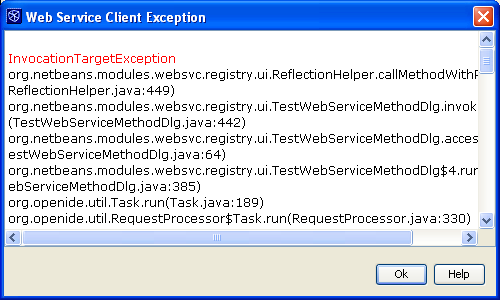 Web Service Client Exception
InvocationTargetException
org.netbeans.modules.websvc.registry.ui.ReflectionHelper.callMethodWithP
ReflectionHelper.java:449)
org.netbeans.modules.websvc.registry.ui.TestWebServiceMethodDlg.invok
(TestWebServiceMethodDlg.java:442)
org.netbeans.modules.websvc.registry.ui.TestWebServiceMethodDlg.acces
estWebServiceMethodDlg.java:64)
org.netbeans.modules.websvc.registry.ui.TestWebServiceMethodDlg$4.rur
ebServiceMethodDlg.java:385)
org.openide.util.Task.run(Task.java:189)
org.openide.util.RequestProcessor$Task.run(RequestProcessor.java:330)
Ok Help